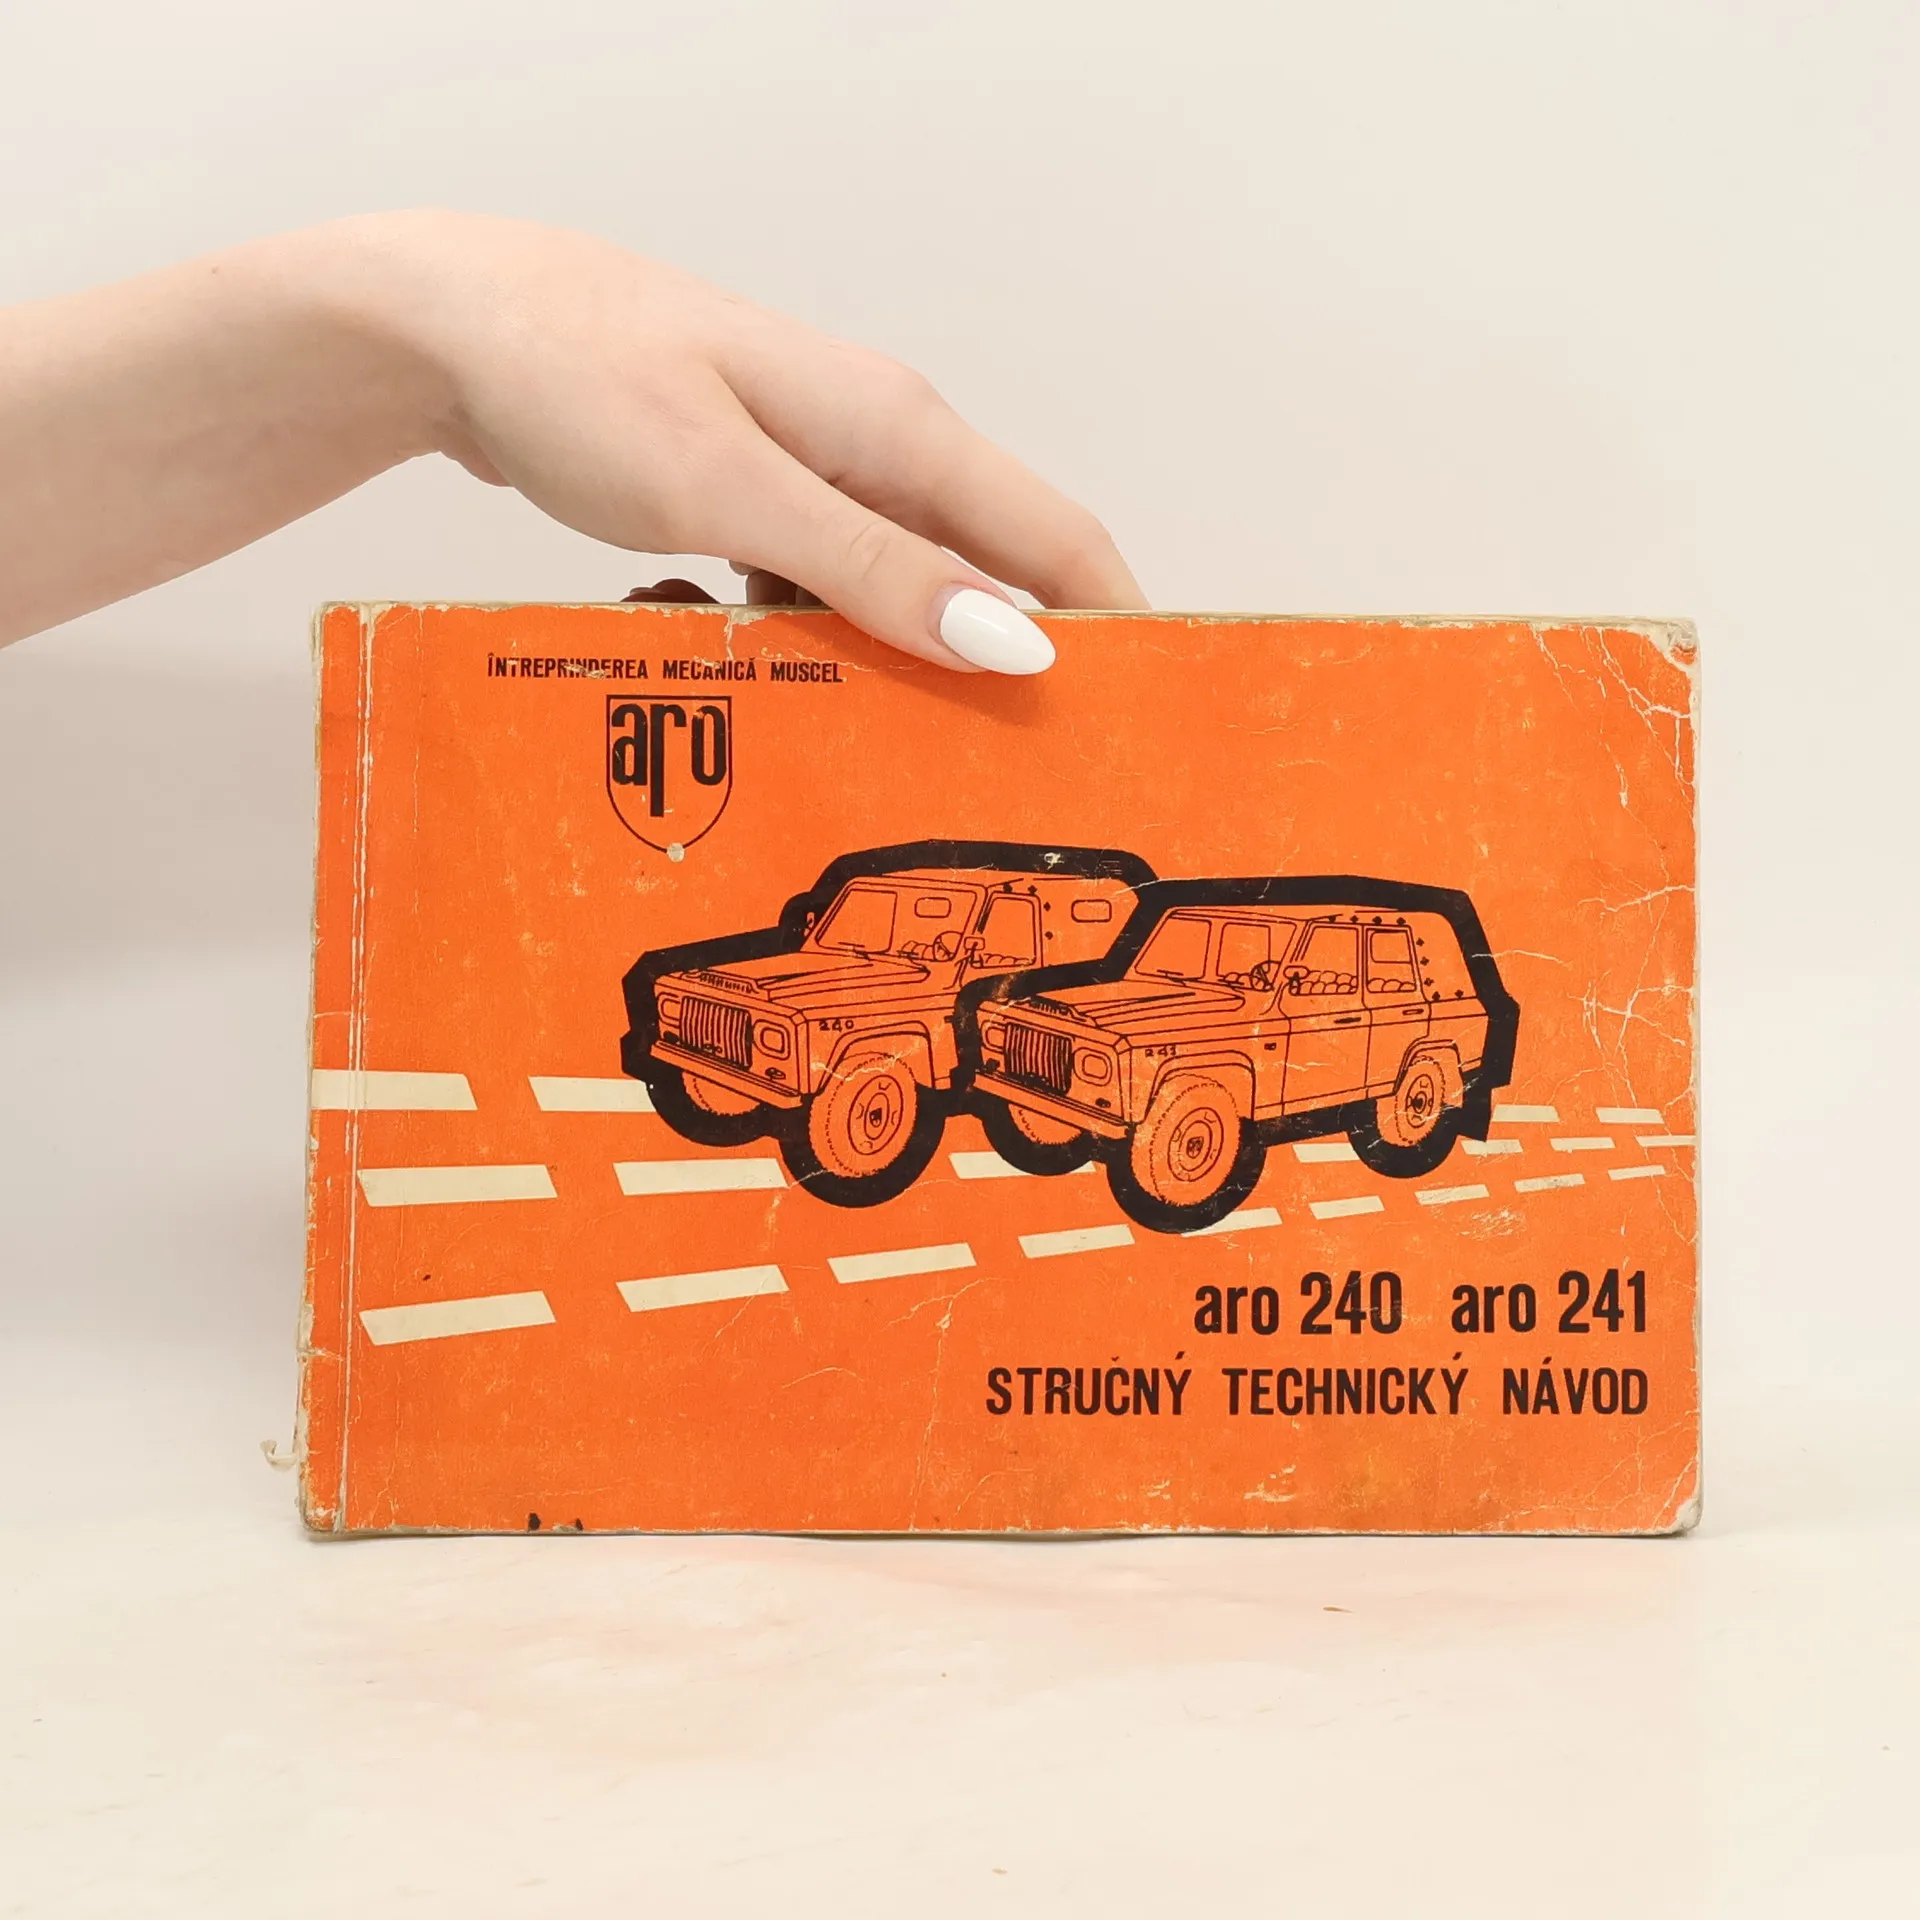 ÎNTREPRINDEREA MECANICĂ MUSCEL
aro
240
241
aro 240 aro 241
STRUČNÝ TECHNICKÝ NÁVOD